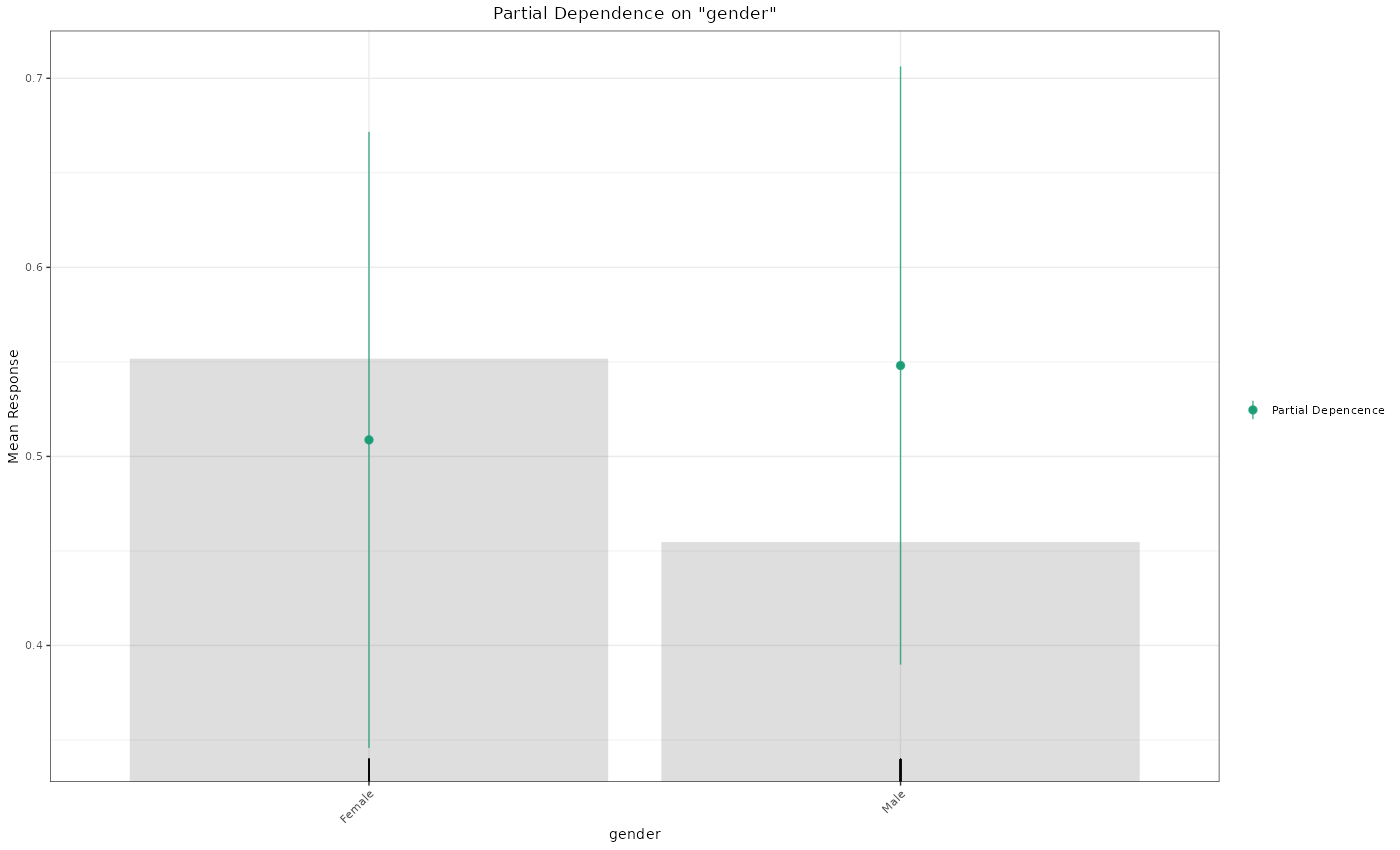 Partial Dependence on "gender"
Mean Response
0.7
0.6
0.5
0.4
Female
Male
gender
Partial Depencence